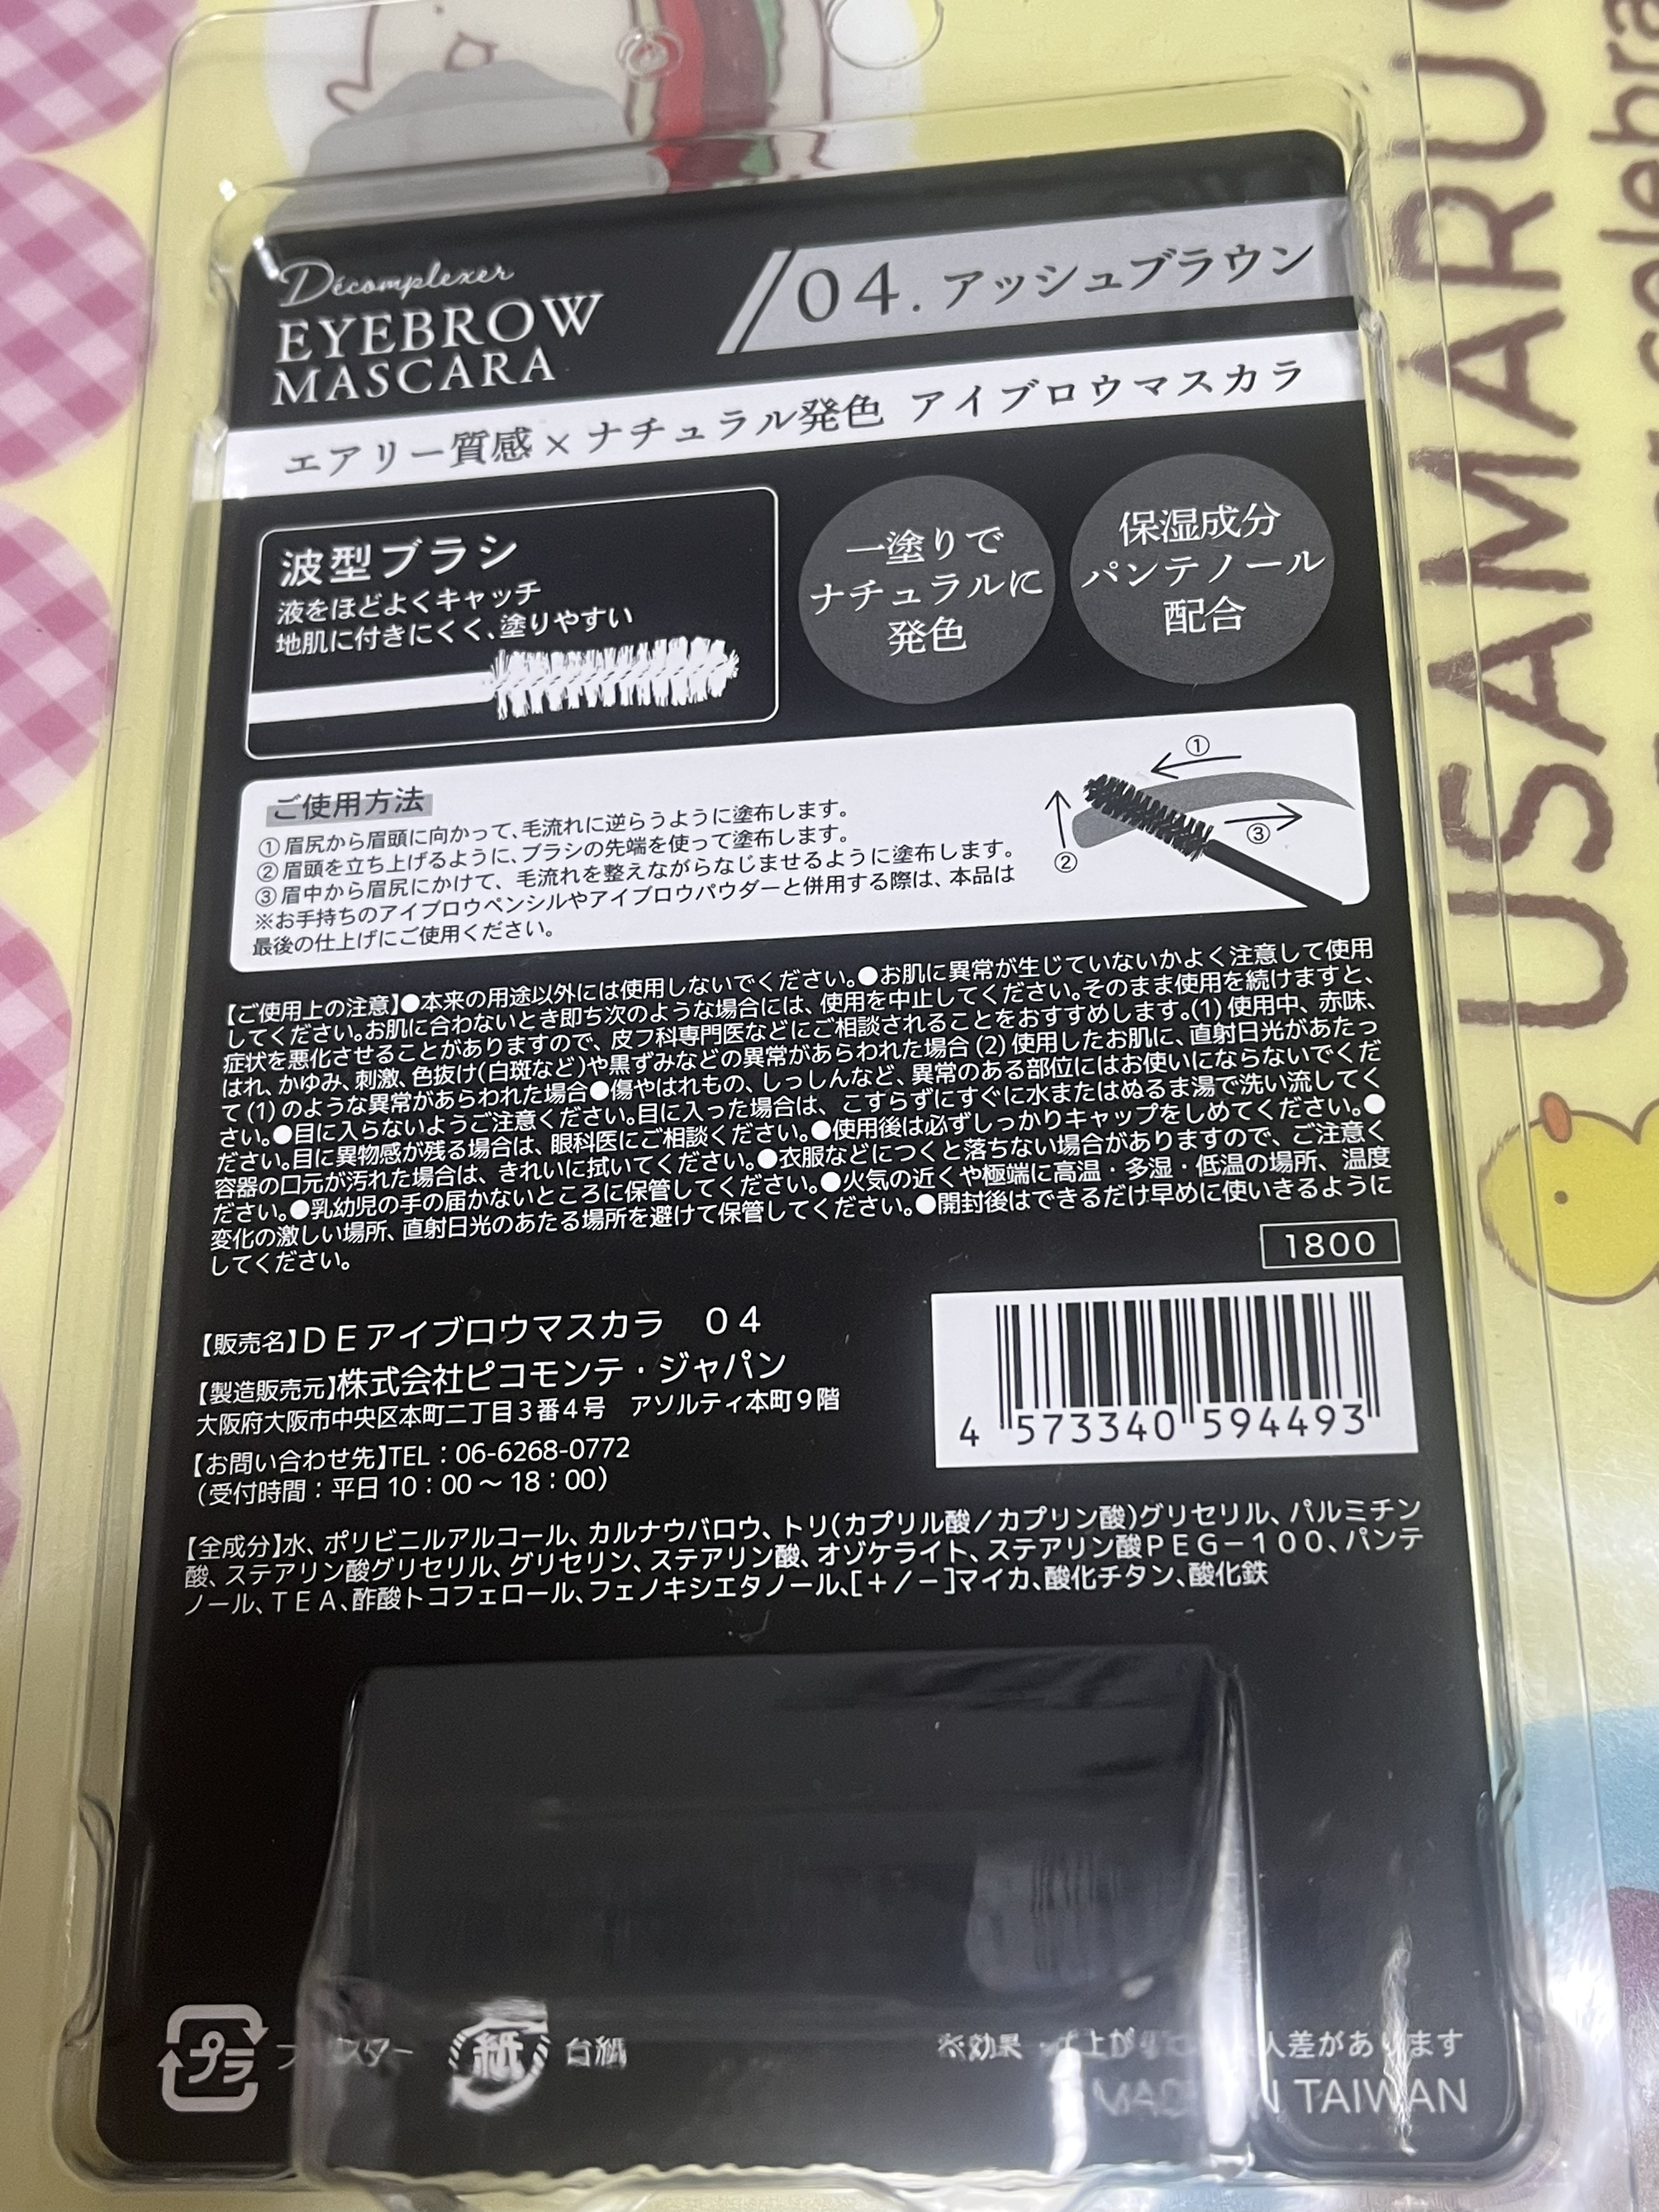 Décomplexer
EYEBROW
MASCARA
04. アッシュブラウン
エアリー質感×ナチュラル発色 アイブロウマスカラ
波型ブラシ
液をほどよくキャッチ
地肌に付きにくく、塗りやすい
一塗りで
ナチュラルに
発色
保湿成分
パンテノール
配合
ご使用方法
①眉尻から眉頭に向かって、毛流れに逆らうように塗布します。
②眉頭を立ち上げるように、ブラシの先端を使って塗布します。
③眉中から眉尻にかけて、毛流れを整えながらなじませるように塗布します。
※お手持ちのアイブロウペンシルやアイブロウパウダーと併用する際は、本品は
最後の仕上げにご使用ください。
①
②
③
【ご使用上の注意】●本来の用途以外には使用しないでください。●お肌に異常が生じていないかよく注意して使用
してください。お肌に合わないとき即ち次のような場合には、使用を中止してください。そのまま使用を続けますと、
症状を悪化させることがありますので、皮フ科専門医などにご相談されることをおすすめします。(1) 使用中、赤味、
はれ、かゆみ、刺激、色抜け(白斑など)や黒ずみなどの異常があらわれた場合 (2) 使用したお肌に、直射日光があたっ
て (1) のような異常があらわれた場合●傷やはれもの、しっしんなど、異常のある部位にはお使いにならないでくだ
さい。●目に入らないようご注意ください。目に入った場合は、こすらずにすぐに水またはぬるま湯で洗い流してく
ださい。目に異物感が残る場合は、眼科医にご相談ください。●使用後は必ずしっかりキャップをしめてください。●
容器の口元が汚れた場合は、きれいに拭いてください。●衣服などにつくと落ちない場合がありますので、ご注意く
ださい。●乳幼児の手の届かないところに保管してください。●火気の近くや極端に高温・多湿・低温の場所、温度
変化の激しい場所、直射日光のあたる場所を避けて保管してください。●開封後はできるだけ早めに使いきるように
してください。
1800
【販売名】ＤＥアイブロウマスカラ　０４
【製造販売元】株式会社ピコモンテ・ジャパン
大阪府大阪市中央区本町二丁目３番４号　アソルティ本町９階
【お問い合わせ先】TEL：06-6268-0772
（受付時間：平日 10：00 〜 18：00）
4 573340 594493
【全成分】水、ポリビニルアルコール、カルナウバロウ、トリ(カプリル酸／カプリン酸)グリセリル、パルミチン
酸、ステアリン酸グリセリル、グリセリン、ステアリン酸、オゾケライト、ステアリン酸ＰＥＧ－１００、パンテ
ノール、ＴＥＡ、酢酸トコフェロール、フェノキシエタノール、[＋／－]マイカ、酸化チタン、酸化鉄
プラ
紙 台紙
※効果 人差があります
MADE IN TAIWAN
USAMARU